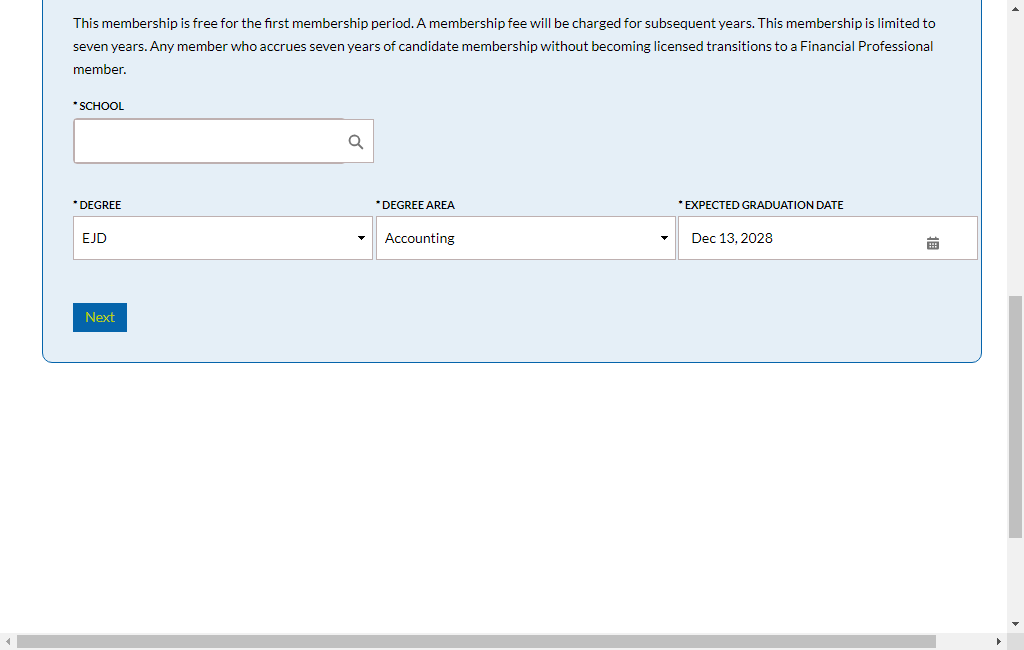 This membership is free for the first membership period. A membership fee will be charged for subsequent years. This membership is limited to
seven years. Any member who accrues seven years of candidate membership without becoming licensed transitions to a Financial Professional
member.
* SCHOOL
* DEGREE * DEGREE AREA * EXPECTED GRADUATION DATE
EJD Accounting Dec 13, 2028
Next